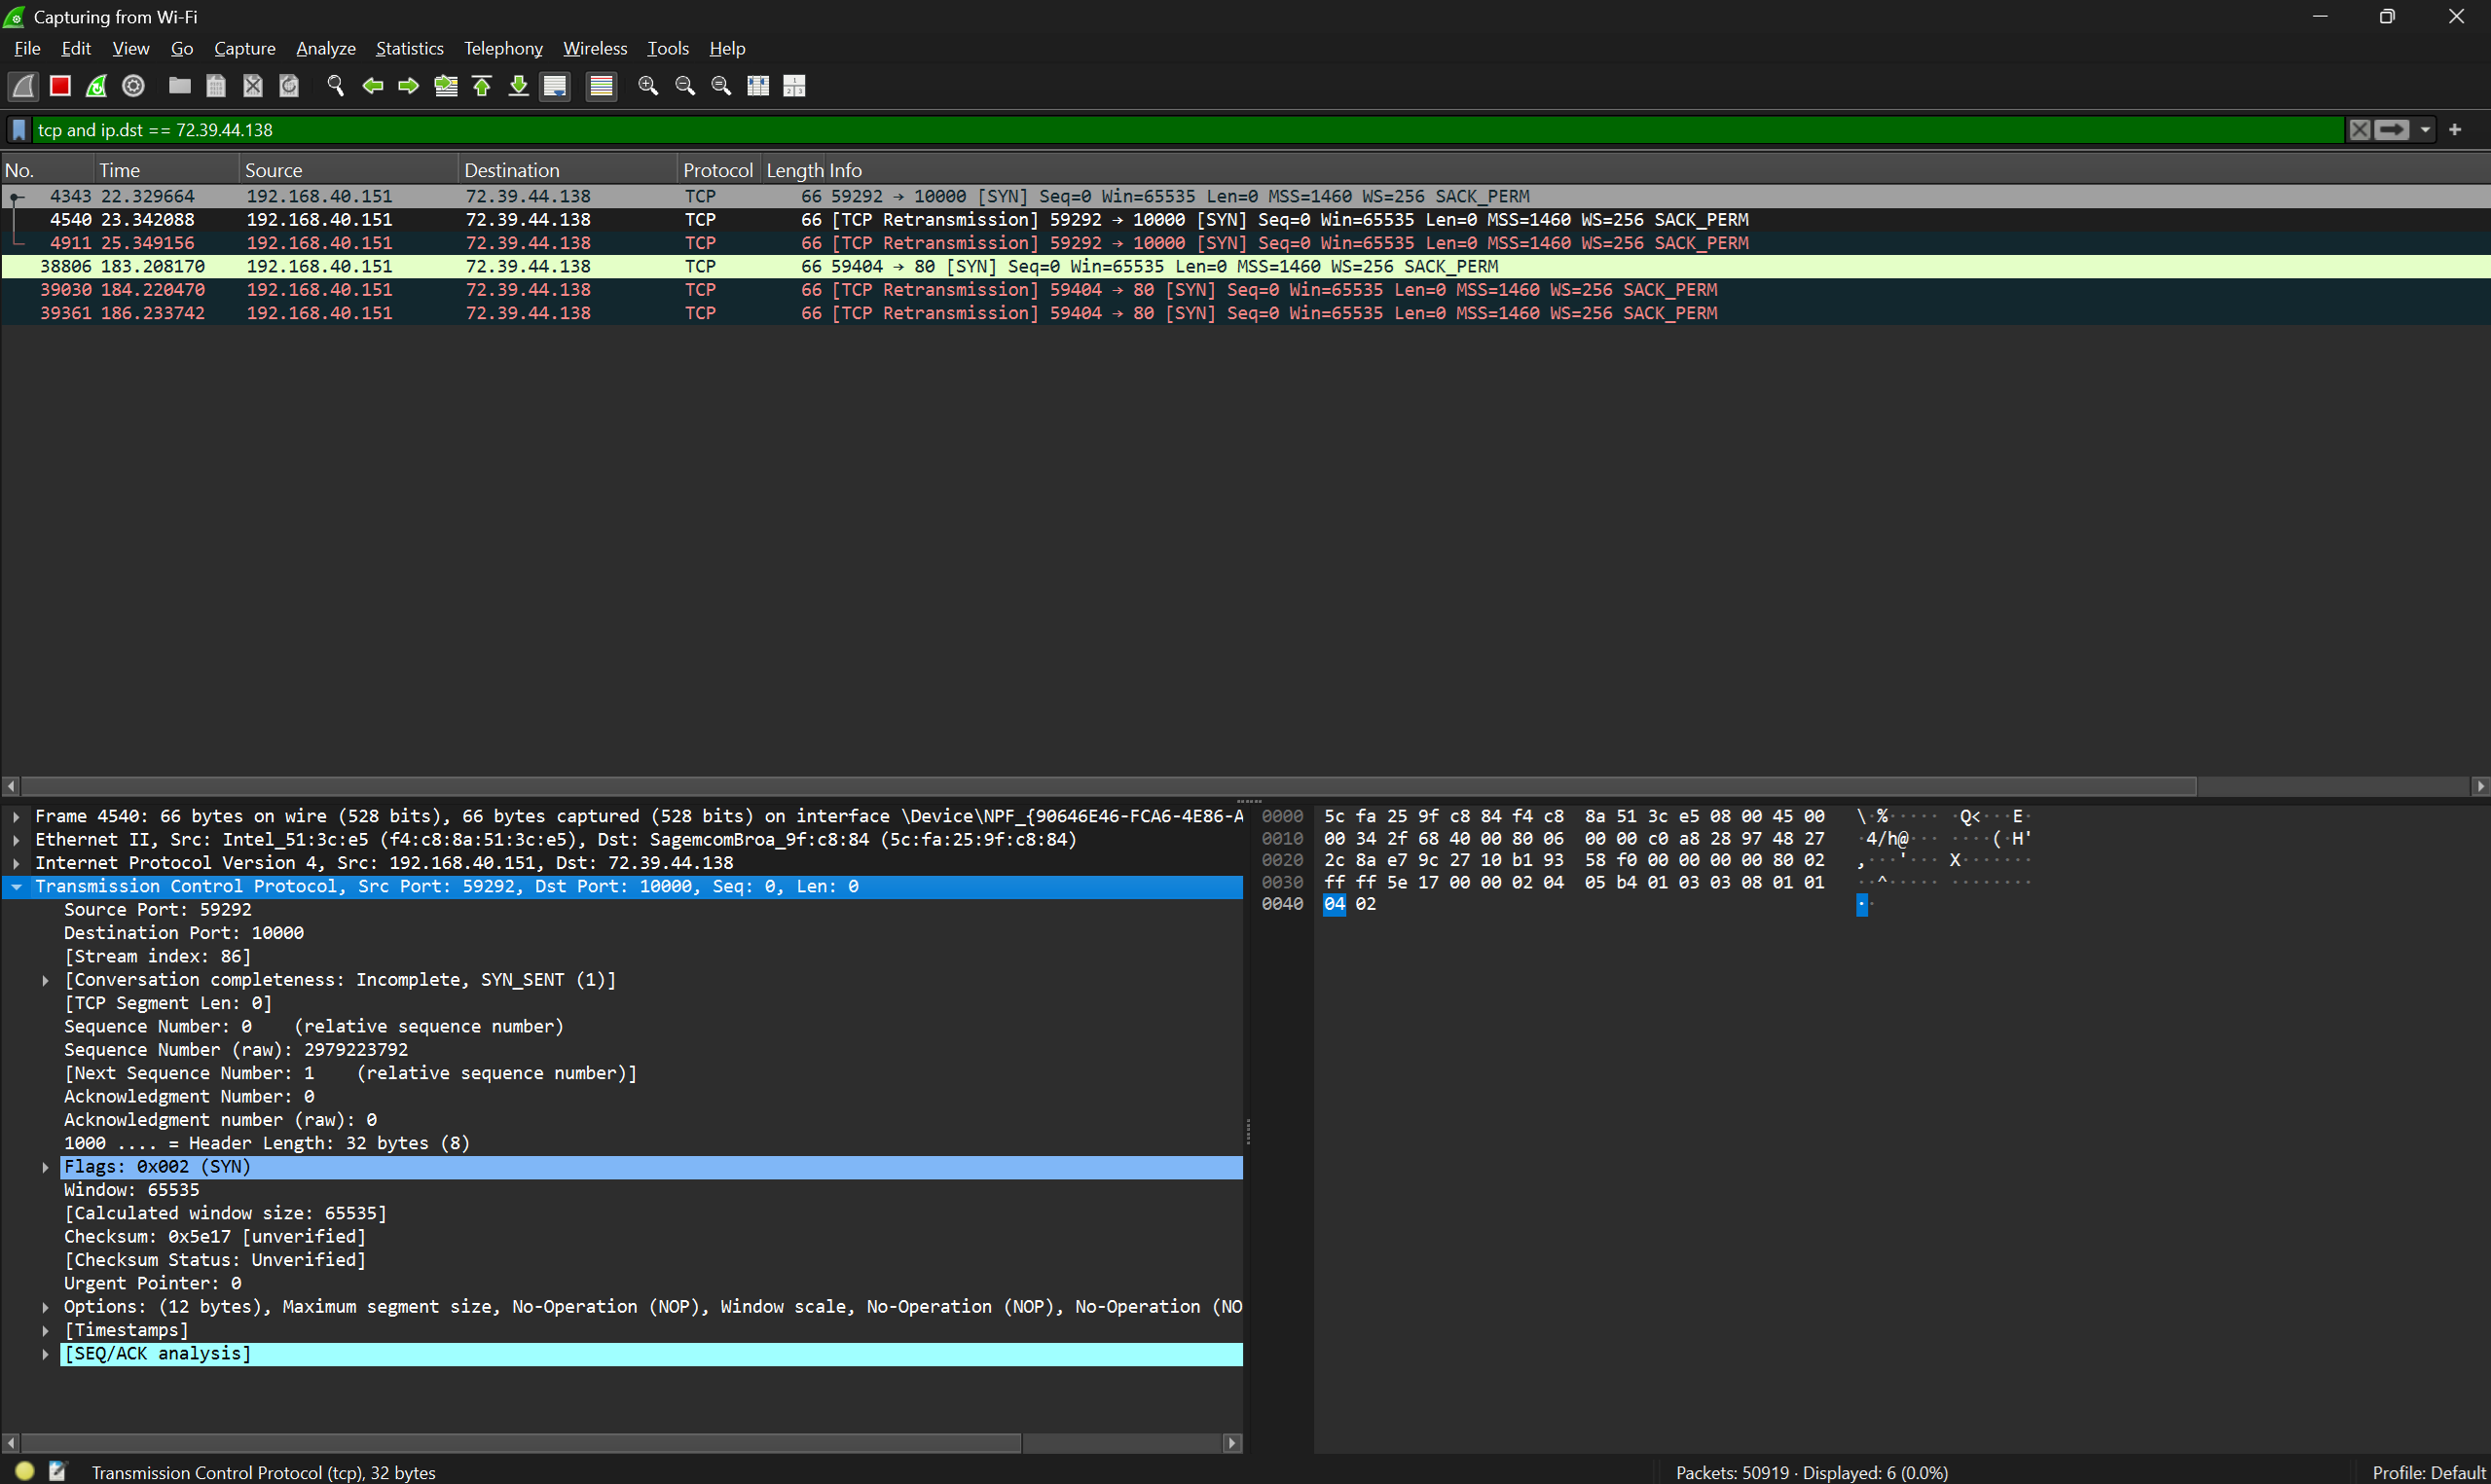 Capturing from Wi-Fi
File Edit View Go Capture Analyze Statistics Telephony Wireless Tools Help
tcp and ip.dst == 72.39.44.138
No. Time Source Destination Protocol Length Info
4343 22.329664 192.168.40.151 72.39.44.138 TCP 66 59292 → 10000 [SYN] Seq=0 Win=65535 Len=0 MSS=1460 WS=256 SACK_PERM
4540 23.342088 192.168.40.151 72.39.44.138 TCP 66 [TCP Retransmission] 59292 → 10000 [SYN] Seq=0 Win=65535 Len=0 MSS=1460 WS=256 SACK_PERM
4911 25.349156 192.168.40.151 72.39.44.138 TCP 66 [TCP Retransmission] 59292 → 10000 [SYN] Seq=0 Win=65535 Len=0 MSS=1460 WS=256 SACK_PERM
38806 183.208170 192.168.40.151 72.39.44.138 TCP 66 59404 → 80 [SYN] Seq=0 Win=65535 Len=0 MSS=1460 WS=256 SACK_PERM
39030 184.220470 192.168.40.151 72.39.44.138 TCP 66 [TCP Retransmission] 59404 → 80 [SYN] Seq=0 Win=65535 Len=0 MSS=1460 WS=256 SACK_PERM
39361 186.233742 192.168.40.151 72.39.44.138 TCP 66 [TCP Retransmission] 59404 → 80 [SYN] Seq=0 Win=65535 Len=0 MSS=1460 WS=256 SACK_PERM
Frame 4540: 66 bytes on wire (528 bits), 66 bytes captured (528 bits) on interface \Device\NPF_{90646E46-FCA6-4E86-A
Ethernet II, Src: Intel_51:3c:e5 (f4:c8:8a:51:3c:e5), Dst: SagemcomBroa_9f:c8:84 (5c:fa:25:9f:c8:84)
Internet Protocol Version 4, Src: 192.168.40.151, Dst: 72.39.44.138
Transmission Control Protocol, Src Port: 59292, Dst Port: 10000, Seq: 0, Len: 0
Source Port: 59292
Destination Port: 10000
[Stream index: 86]
[Conversation completeness: Incomplete, SYN_SENT (1)]
[TCP Segment Len: 0]
Sequence Number: 0 (relative sequence number)
Sequence Number (raw): 2979223792
[Next Sequence Number: 1 (relative sequence number)]
Acknowledgment Number: 0
Acknowledgment number (raw): 0
1000 .... = Header Length: 32 bytes (8)
Flags: 0x002 (SYN)
Window: 65535
[Calculated window size: 65535]
Checksum: 0x5e17 [unverified]
[Checksum Status: Unverified]
Urgent Pointer: 0
Options: (12 bytes), Maximum segment size, No-Operation (NOP), Window scale, No-Operation (NOP), No-Operation (NO
[Timestamps]
[SEQ/ACK analysis]
0000 5c fa 25 9f c8 84 f4 c8 8a 51 3c e5 08 00 45 00 \·%····· ·Q<···E·
0010 00 34 2f 68 40 00 80 06 00 00 c0 a8 28 97 48 27 ·4/h@··· ····(·H'
0020 2c 8a e7 9c 27 10 b1 93 58 f0 00 00 00 00 80 02 ,···'··· X·······
0030 ff ff 5e 17 00 00 02 04 05 b4 01 03 03 08 01 01 ··^····· ········
0040 04 02 ··
Transmission Control Protocol (tcp), 32 bytes
Packets: 50919 · Displayed: 6 (0.0%)
Profile: Default